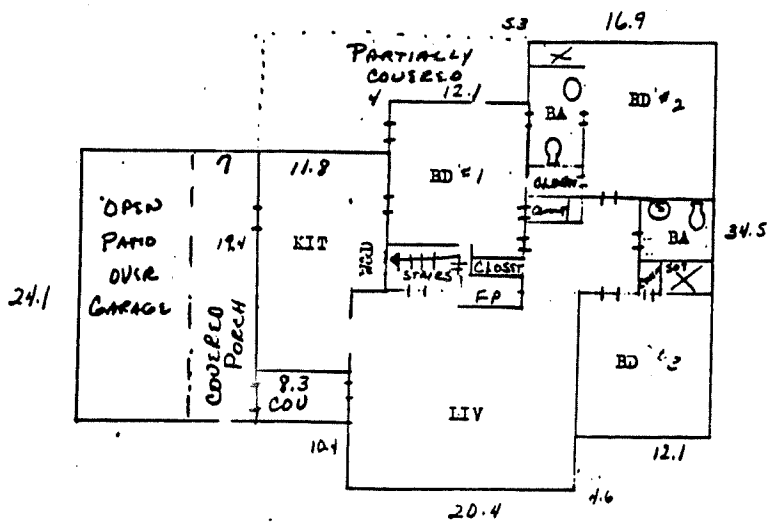 5.3
16.9
PARTIALLY
COVERED
4
12.1
BD #2
BA
7
11.8
BD #1
OPEN
PATIO
OVER
GARAGE
19.4
KIT
BA
34.5
STAIRS
CLOSET
24.1
FP
COVERED
PORCH
8.3
COV
LIV
10.4
12.1
20.4
4.6